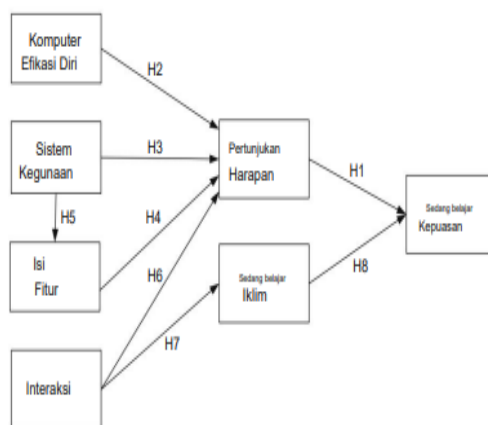 Komputer
Efikasi Diri
H2
Sistem
Kegunaan
H3
Pertunjukan
Harapan
H1
H5
H4
Sedang belajar
Kepuasan
Isi
Fitur
H6
Sedang belajar
Iklim
H8
H7
Interaksi